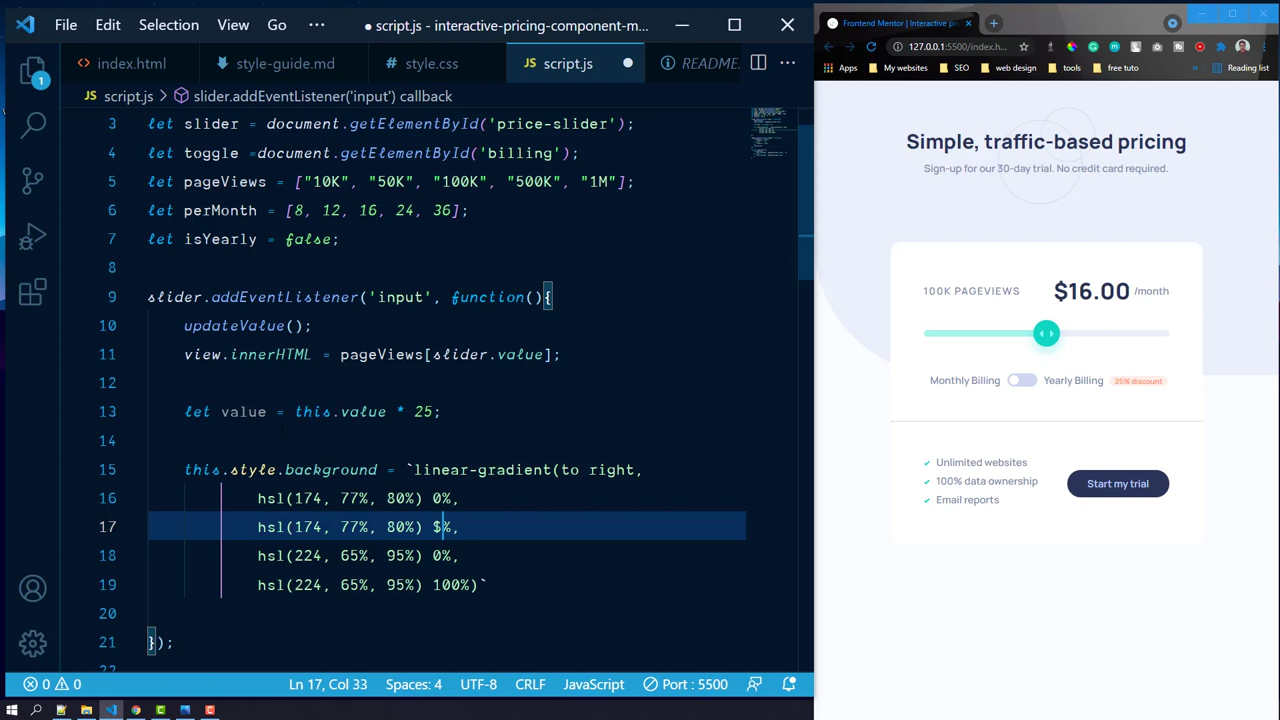 File Edit Selection View Go ••• ● script.js - interactive-pricing-component-m...
index.html style-guide.md style.css JS script.js README.
JS script.js > slider.addEventListener('input') callback
3 let slider = document.getElementById('price-slider');
4 let toggle =document.getElementById('billing');
5 let pageViews = ["10K", "50K", "100K", "500K", "1M"];
6 let perMonth = [8, 12, 16, 24, 36];
7 let isYearly = false;
8
9 slider.addEventListener('input', function(){
10 updateValue();
11 view.innerHTML = pageViews[slider.value];
12
13 let value = this.value * 25;
14
15 this.style.background = `linear-gradient(to right,
16 hsl(174, 77%, 80%) 0%,
17 hsl(174, 77%, 80%) $%,
18 hsl(224, 65%, 95%) 0%,
19 hsl(224, 65%, 95%) 100%)`
20
21 });
22
1
0 0 Ln 17, Col 33 Spaces: 4 UTF-8 CRLF JavaScript Port : 5500
Frontend Mentor | Interactive pri
127.0.0.1:5500/index.h...
Apps My websites SEO web design tools free tuto » Reading list
Simple, traffic-based pricing
Sign-up for our 30-day trial. No credit card required.
100K PAGEVIEWS $16.00 /month
Monthly Billing Yearly Billing 25% discount
Unlimited websites
100% data ownership
Email reports
Start my trial